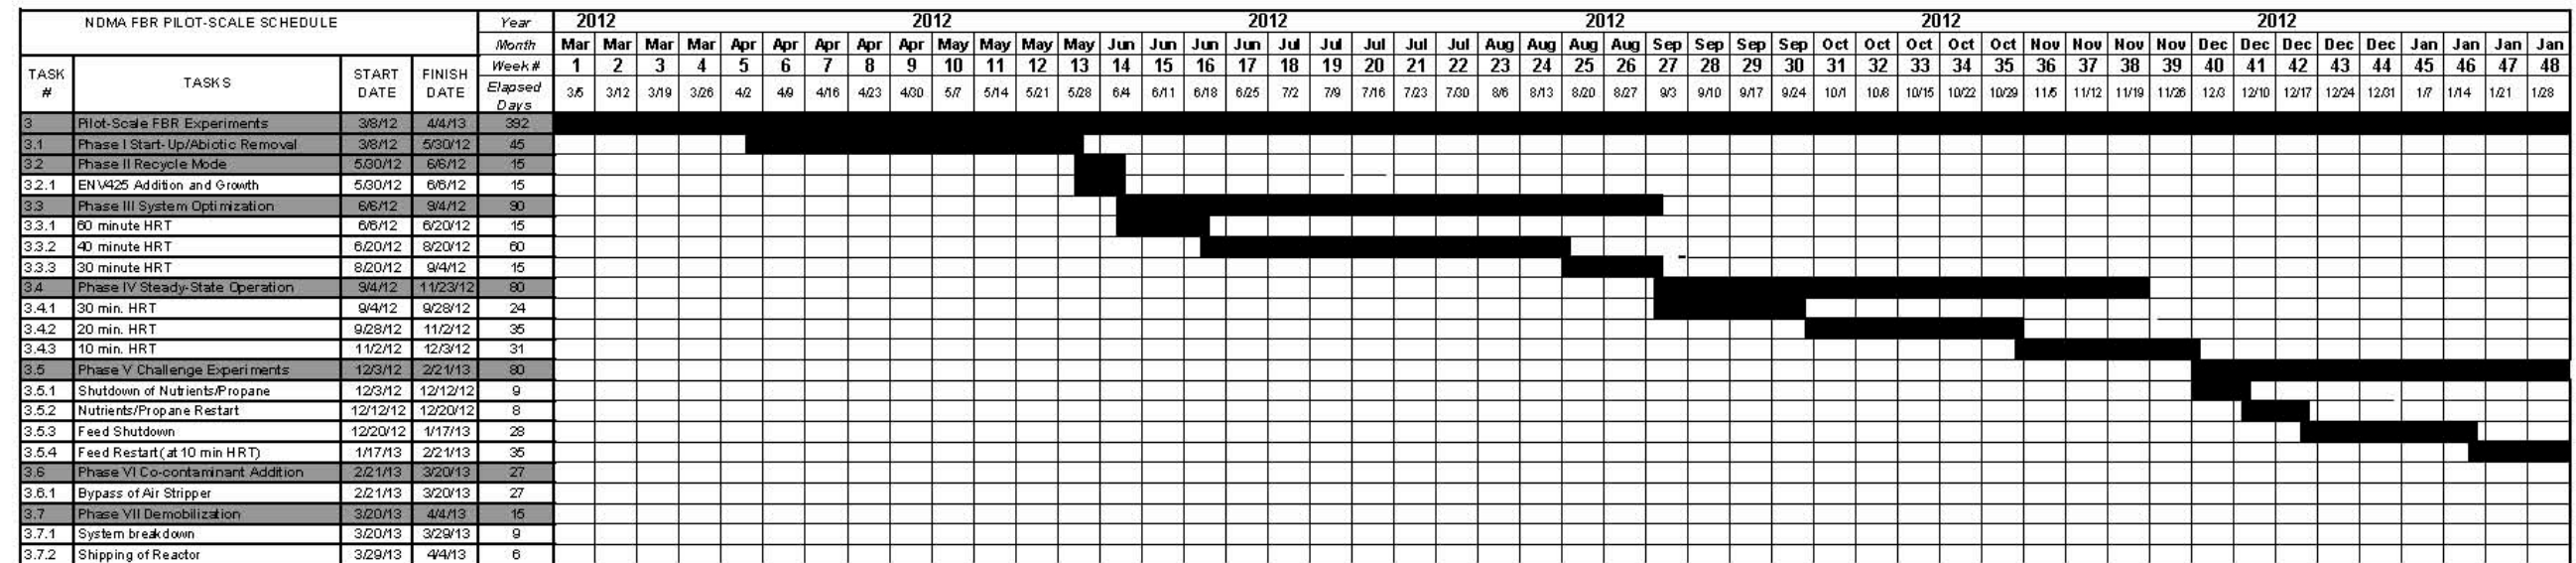 NDMA FBR PILOT-SCALE SCHEDULE Year 2012 2012 2012 2012 2012 2012
Month Mar Mar Mar Mar Apr Apr Apr Apr Apr May May May May Jun Jun Jun Jun Jul Jul Jul Jul Jul Aug Aug Aug Aug Sep Sep Sep Sep Oct Oct Oct Oct Oct Nov Nov Nov Nov Dec Dec Dec Dec Dec Jan Jan Jan Jan
TASK # TASKS START DATE FINISH DATE Week # 1 2 3 4 5 6 7 8 9 10 11 12 13 14 15 16 17 18 19 20 21 22 23 24 25 26 27 28 29 30 31 32 33 34 35 36 37 38 39 40 41 42 43 44 45 46 47 48
Elapsed Days 3/5 3/12 3/19 3/26 4/2 4/9 4/16 4/23 4/30 5/7 5/14 5/21 5/28 6/4 6/11 6/18 6/25 7/2 7/9 7/16 7/23 7/30 8/6 8/13 8/20 8/27 9/3 9/10 9/17 9/24 10/1 10/8 10/15 10/22 10/29 11/5 11/12 11/19 11/26 12/3 12/10 12/17 12/24 12/31 1/7 1/14 1/21 1/28
3 Pilot-Scale FBR Experiments 3/8/12 4/4/13 392
3.1 Phase I Start-Up/Abiotic Removal 3/8/12 5/30/12 45
3.2 Phase II Recycle Mode 5/30/12 6/6/12 15
3.2.1 ENV425 Addition and Growth 5/30/12 6/6/12 15
3.3 Phase III System Optimization 6/6/12 9/4/12 90
3.3.1 60 minute HRT 6/6/12 6/20/12 15
3.3.2 40 minute HRT 6/20/12 8/20/12 60
3.3.3 30 minute HRT 8/20/12 9/4/12 15
3.4 Phase IV Steady-State Operation 9/4/12 11/23/12 80
3.4.1 30 min. HRT 9/4/12 9/28/12 24
3.4.2 20 min. HRT 9/28/12 11/2/12 35
3.4.3 10 min. HRT 11/2/12 12/3/12 31
3.5 Phase V Challenge Experiments 12/3/12 2/21/13 80
3.5.1 Shutdown of Nutrients/Propane 12/3/12 12/12/12 9
3.5.2 Nutrients/Propane Restart 12/12/12 12/20/12 8
3.5.3 Feed Shutdown 12/20/12 1/17/13 28
3.5.4 Feed Restart (at 10 min HRT) 1/17/13 2/21/13 35
3.6 Phase VI Co-contaminant Addition 2/21/13 3/20/13 27
3.6.1 Bypass of Air Stripper 2/21/13 3/20/13 27
3.7 Phase VII Demobilization 3/20/13 4/4/13 15
3.7.1 System breakdown 3/20/13 3/29/13 9
3.7.2 Shipping of Reactor 3/29/13 4/4/13 6